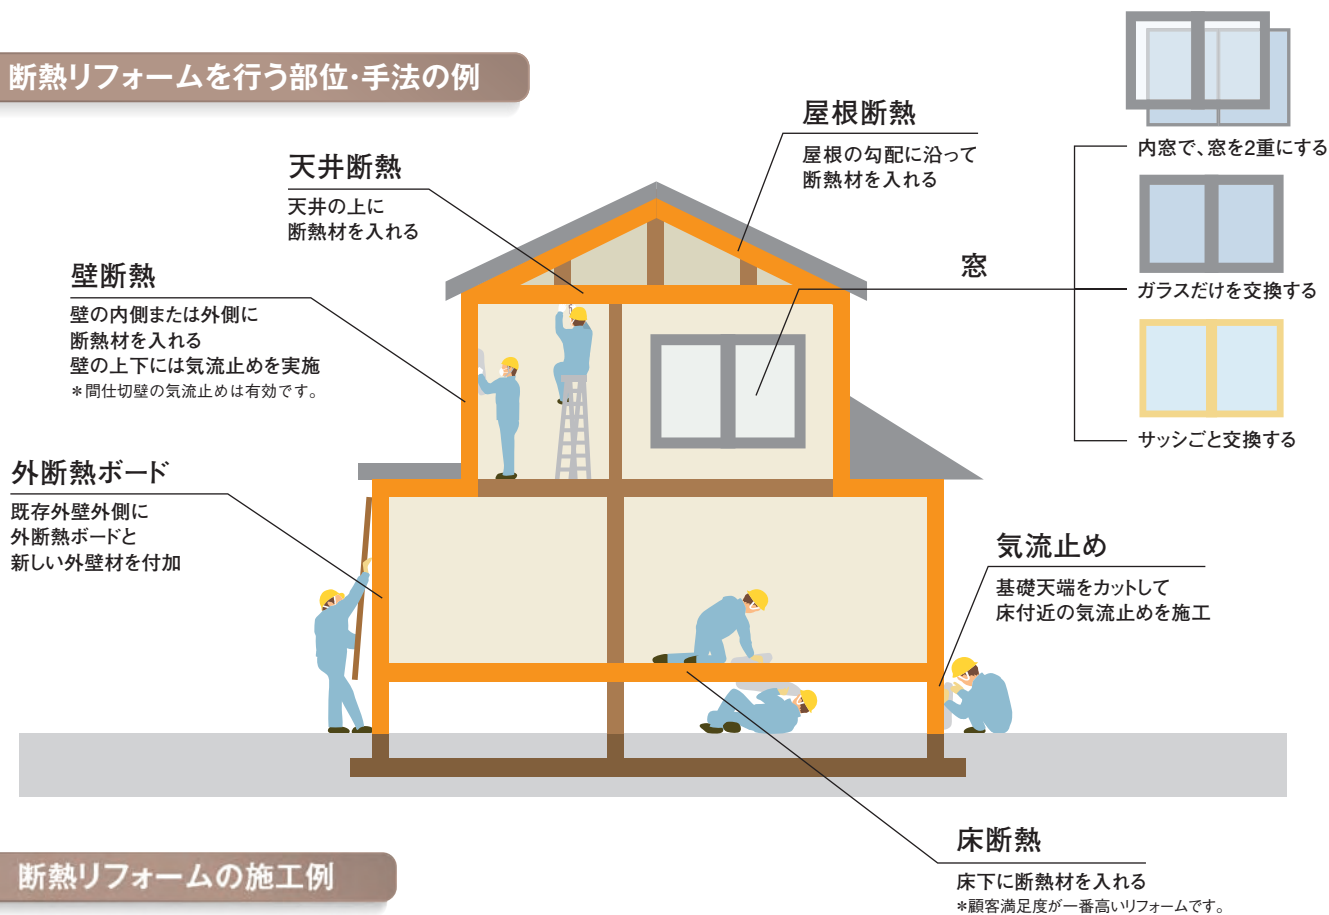 断熱リフォームを行う部位・手法の例
屋根断熱
屋根の勾配に沿って
断熱材を入れる
天井断熱
天井の上に
断熱材を入れる
壁断熱
壁の内側または外側に
断熱材を入れる
壁の上下には気流止めを実施
*間仕切壁の気流止めは有効です。
窓
内窓で、窓を2重にする
ガラスだけを交換する
サッシごと交換する
外断熱ボード
既存外壁外側に
外断熱ボードと
新しい外壁材を付加
気流止め
基礎天端をカットして
床付近の気流止めを施工
床断熱
床下に断熱材を入れる
*顧客満足度が一番高いリフォームです。
断熱リフォームの施工例